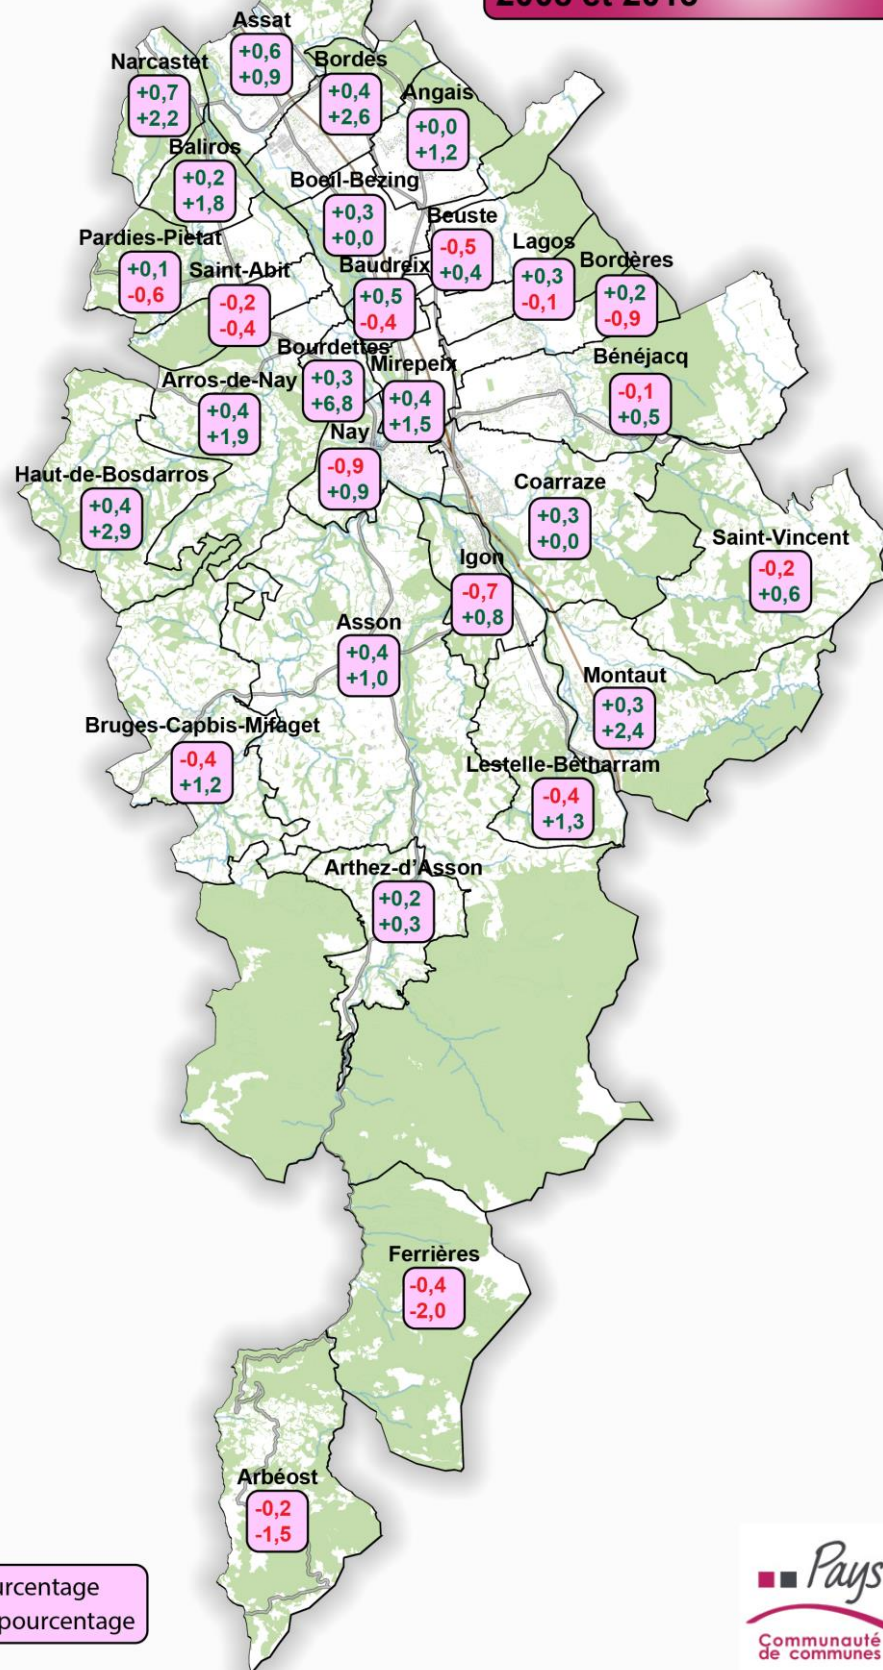 2008 et 2013
Assat
+0,6
+0,9
Narcastet
+0,7
+2,2
Bordes
+0,4
+2,6
Angais
+0,0
+1,2
Baliros
+0,2
+1,8
Boeil-Bezing
+0,3
+0,0
Beuste
-0,5
+0,4
Pardies-Piétat
+0,1
-0,6
Saint-Abit
-0,2
-0,4
Baudreix
+0,5
-0,4
Lagos
+0,3
-0,1
Bordères
+0,2
-0,9
Bourdettes
+0,3
+6,8
Mirepeix
+0,4
+1,5
Bénéjacq
-0,1
+0,5
Arros-de-Nay
+0,4
+1,9
Nay
-0,9
+0,9
Haut-de-Bosdarros
+0,4
+2,9
Coarraze
+0,3
+0,0
Saint-Vincent
-0,2
+0,6
Igon
-0,7
+0,8
Asson
+0,4
+1,0
Montaut
+0,3
+2,4
Bruges-Capbis-Mifaget
-0,4
+1,2
Lestelle-Bétharram
-0,4
+1,3
Arthez-d'Asson
+0,2
+0,3
Ferrières
-0,4
-2,0
Arbéost
-0,2
-1,5
urcentage
pourcentage
Pays
Communauté
de communes